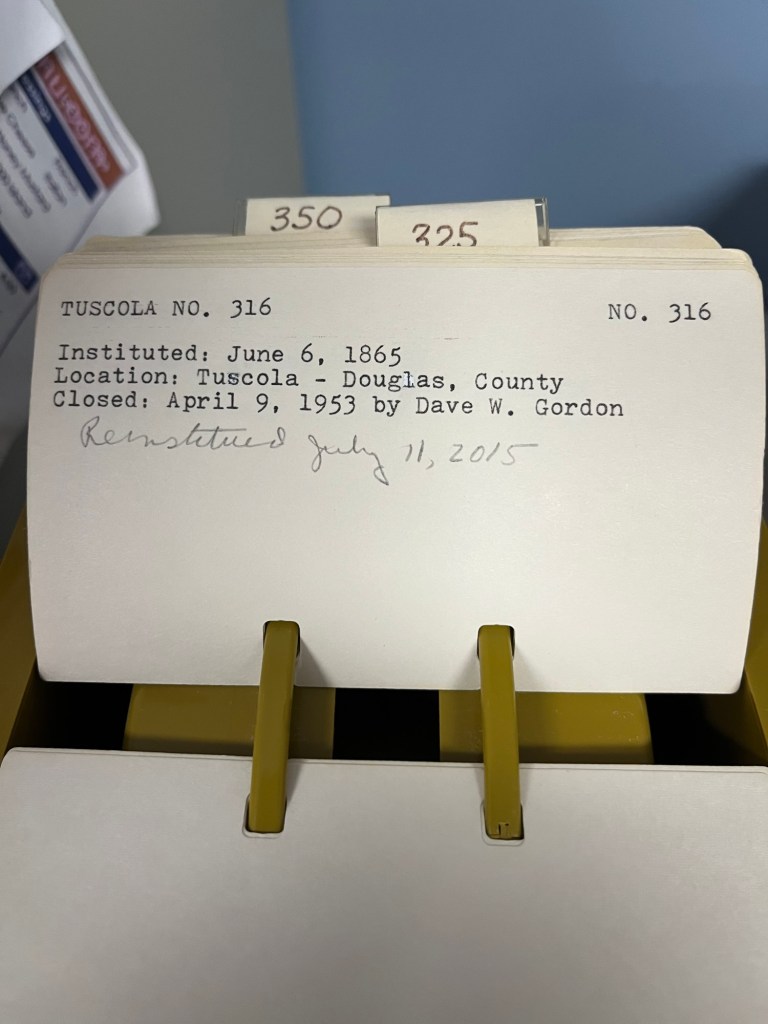 350
325
TUSCOLA NO. 316 NO. 316
Instituted: June 6, 1865
Location: Tuscola - Douglas, County
Closed: April 9, 1953 by Dave W. Gordon
Reinstitued July 11, 2015